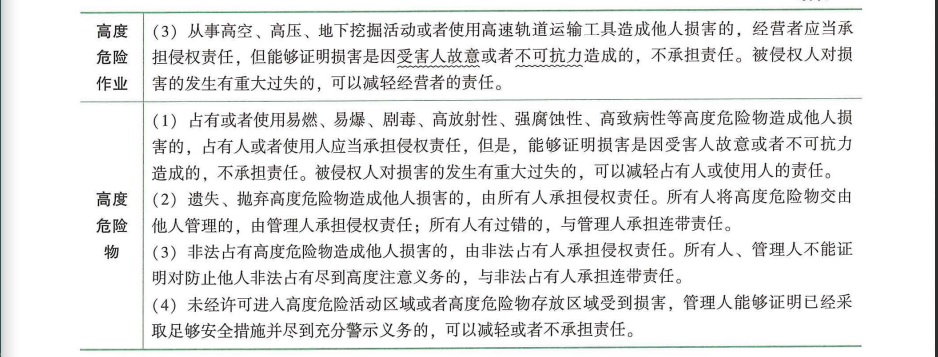 高度
危险
作业
（3）从事高空、高压、地下挖掘活动或者使用高速轨道运输工具造成他人损害的，经营者应当承
担侵权责任，但能够证明损害是因受害人故意或者不可抗力造成的，不承担责任。被侵权人对损
害的发生有重大过失的，可以减轻经营者的责任。
高度
危险
物
（1）占有或者使用易燃、易爆、剧毒、高放射性、强腐蚀性、高致病性等高度危险物造成他人损
害的，占有人或者使用人应当承担侵权责任，但是，能够证明损害是因受害人故意或者不可抗力
造成的，不承担责任。被侵权人对损害的发生有重大过失的，可以减轻占有人或使用人的责任。
（2）遗失、抛弃高度危险物造成他人损害的，由所有人承担侵权责任。所有人将高度危险物交由
他人管理的，由管理人承担侵权责任；所有人有过错的，与管理人承担连带责任。
（3）非法占有高度危险物造成他人损害的，由非法占有人承担侵权责任。所有人、管理人不能证
明对防止他人非法占有尽到高度注意义务的，与非法占有人承担连带责任。
（4）未经许可进入高度危险活动区域或者高度危险物存放区域受到损害，管理人能够证明已经采
取足够安全措施并尽到充分警示义务的，可以减轻或者不承担责任。